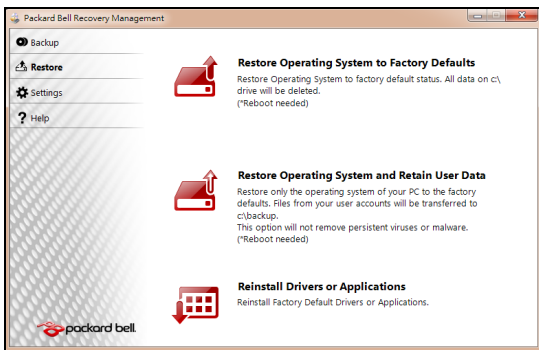 Packard Bell Recovery Management
Backup
Restore
Settings
? Help
Restore Operating System to Factory Defaults
Restore Operating System to factory default status. All data on c:\
drive will be deleted.
(*Reboot needed)
Restore Operating System and Retain User Data
Restore only the operating system of your PC to the factory
defaults. Files from your user accounts will be transferred to
c:\backup.
This option will not remove persistent viruses or malware.
(*Reboot needed)
Reinstall Drivers or Applications
Reinstall Factory Default Drivers or Applications.
packard bell.